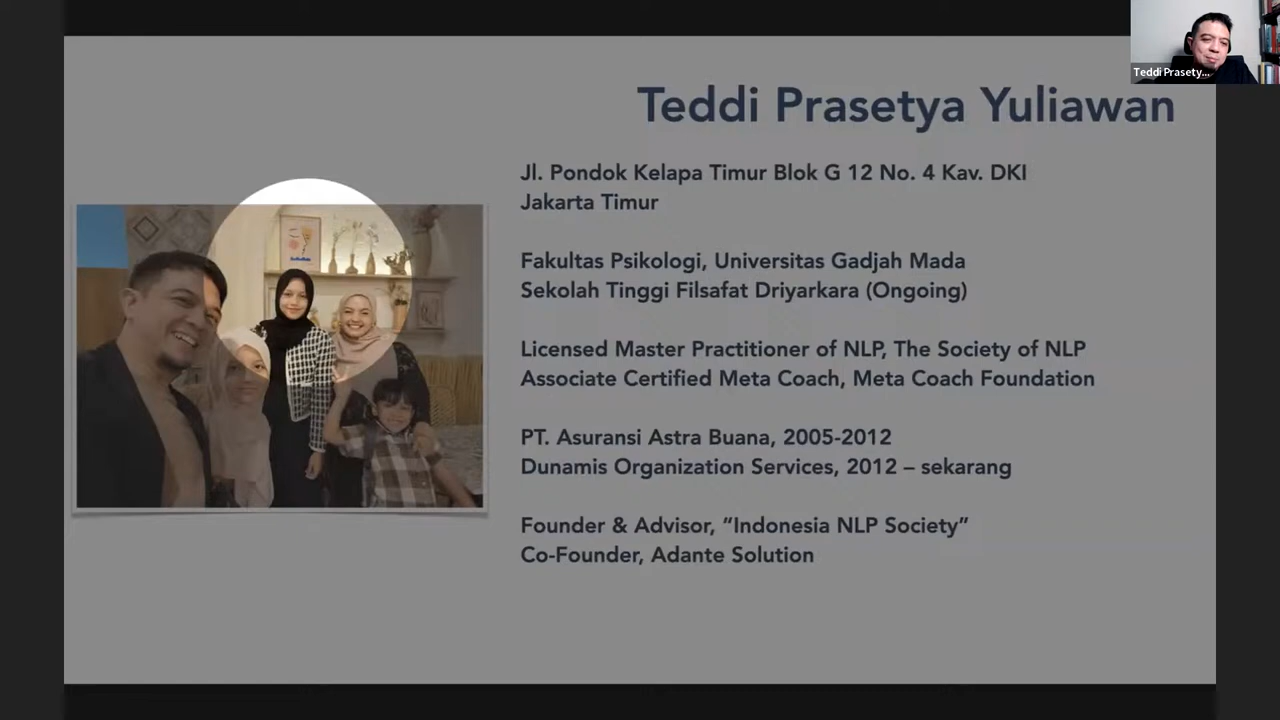 Teddi Prasety...
Teddi Prasetya Yuliawan
Jl. Pondok Kelapa Timur Blok G 12 No. 4 Kav. DKI
Jakarta Timur
Fakultas Psikologi, Universitas Gadjah Mada
Sekolah Tinggi Filsafat Driyarkara (Ongoing)
Licensed Master Practitioner of NLP, The Society of NLP
Associate Certified Meta Coach, Meta Coach Foundation
PT. Asuransi Astra Buana, 2005-2012
Dunamis Organization Services, 2012 – sekarang
Founder & Advisor, “Indonesia NLP Society”
Co-Founder, Adante Solution